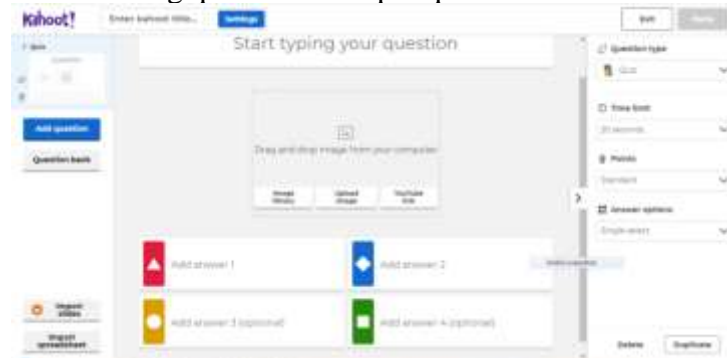 Kahoot!
Enter kahoot title...
Settings
Exit
Start typing your question
Quiz
Add question
Question bank
Import slides
Import spreadsheet
Drag and drop image from your computer
Image library
Upload image
YouTube link
Add answer 1
Add answer 2
Add answer 3 (optional)
Add answer 4 (optional)
Question type
Quiz
Time limit
20 seconds
Points
Standard
Answer options
Single select
Delete
Duplicate